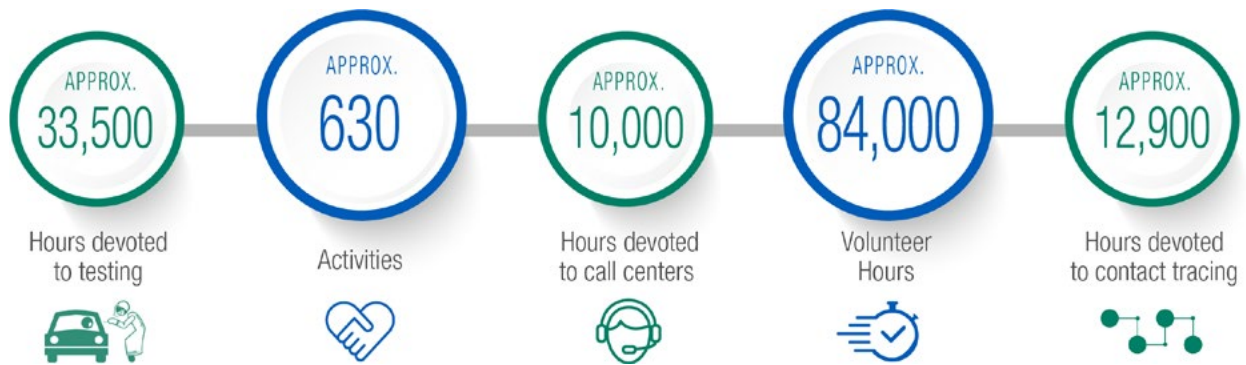 APPROX.
33,500
Hours devoted
to testing
APPROX.
630
Activities
APPROX.
10,000
Hours devoted
to call centers
APPROX.
84,000
Volunteer
Hours
APPROX.
12,900
Hours devoted
to contact tracing